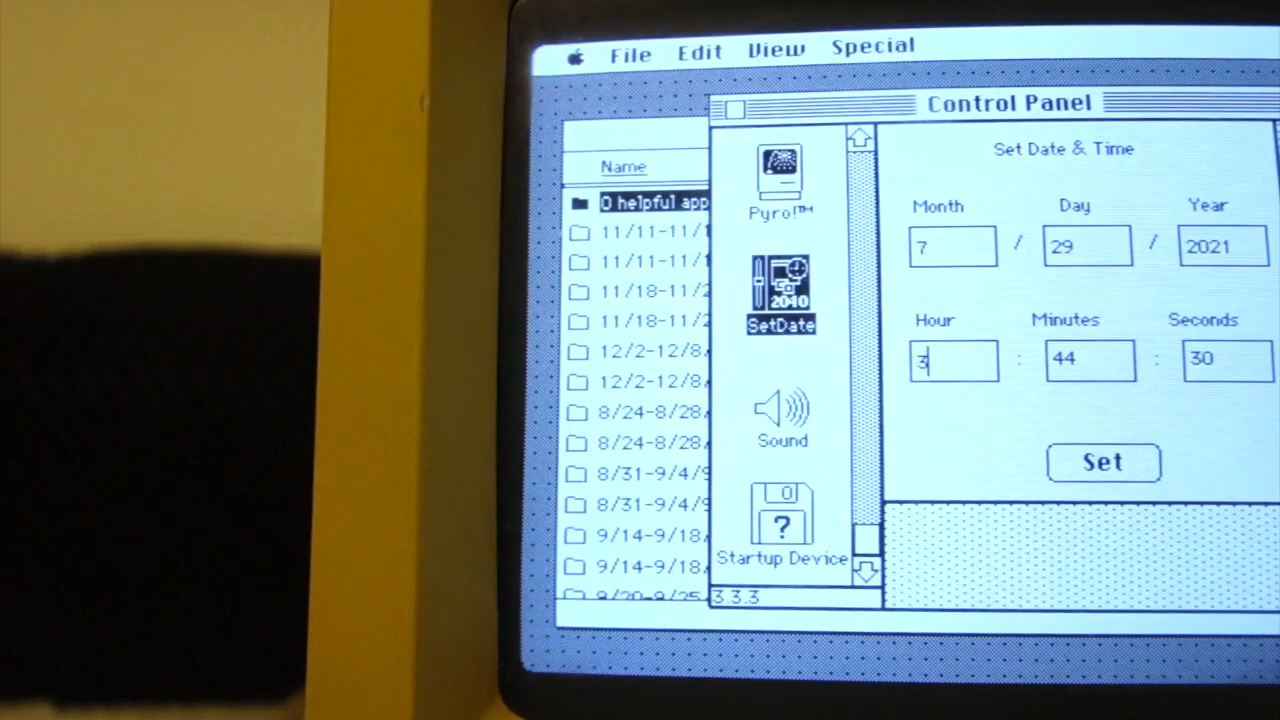 File Edit View Special
Control Panel
Name
0 helpful app
11/11-11/1
11/11-11/1
11/18-11/2
11/18-11/2
12/2-12/8
12/2-12/8
8/24-8/28
8/24-8/28
8/31-9/4/9
8/31-9/4/9
9/14-9/18
9/14-9/18
9/20-9/25
Pyro!™
2040
SetDate
Sound
0
?
Startup Device
3.3.3
Set Date & Time
Month Day Year
7 / 29 / 2021
Hour Minutes Seconds
3 : 44 : 30
Set